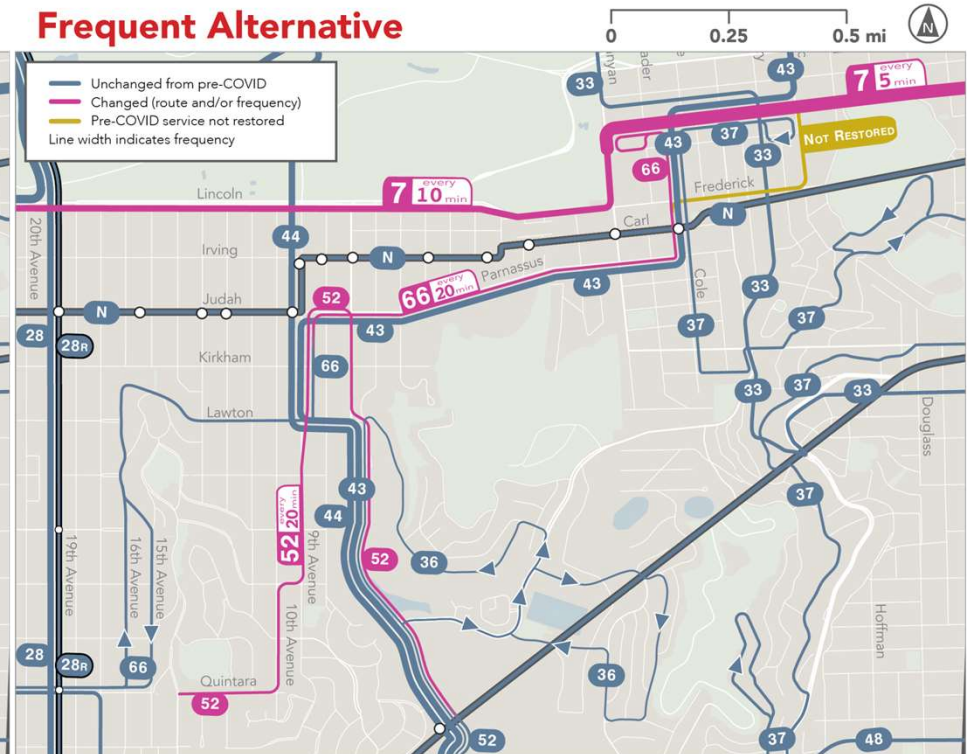 Frequent Alternative
0 0.25 0.5 mi
N
Unchanged from pre-COVID
Changed (route and/or frequency)
Pre-COVID service not restored
Line width indicates frequency
33
43
7 every 5 min
NOT RESTORED
37
43
33
66
Frederick
Lincoln
7 every 10 min
Carl
N
20th Avenue
Irving
44
N
Parnassus
66 every 20 min
43
Cole
33
Judah
N
52
43
37
37
28
28R
Kirkham
66
33
37
33
Lawton
Douglass
43
44
37
52 every 20 min
9th Avenue
52
36
19th Avenue
16th Avenue
15th Avenue
10th Avenue
Hoffman
28
28R
66
Quintara
52
36
52
37
48